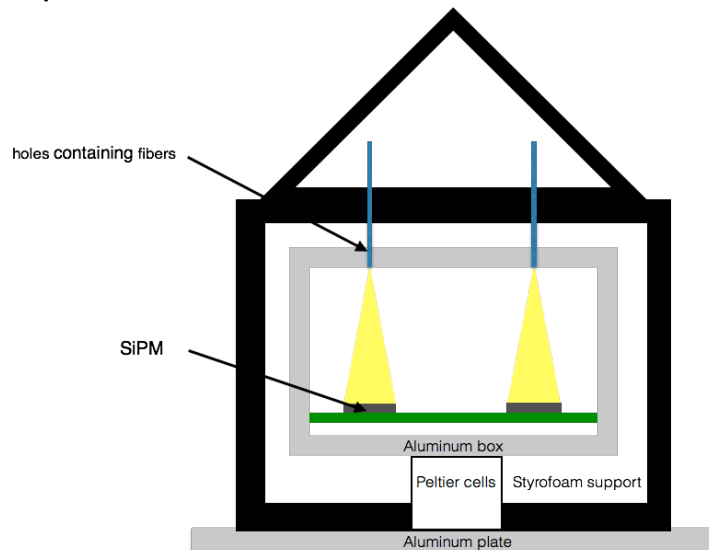 holes containing fibers
SiPM
Aluminum box
Peltier cells
Styrofoam support
Aluminum plate